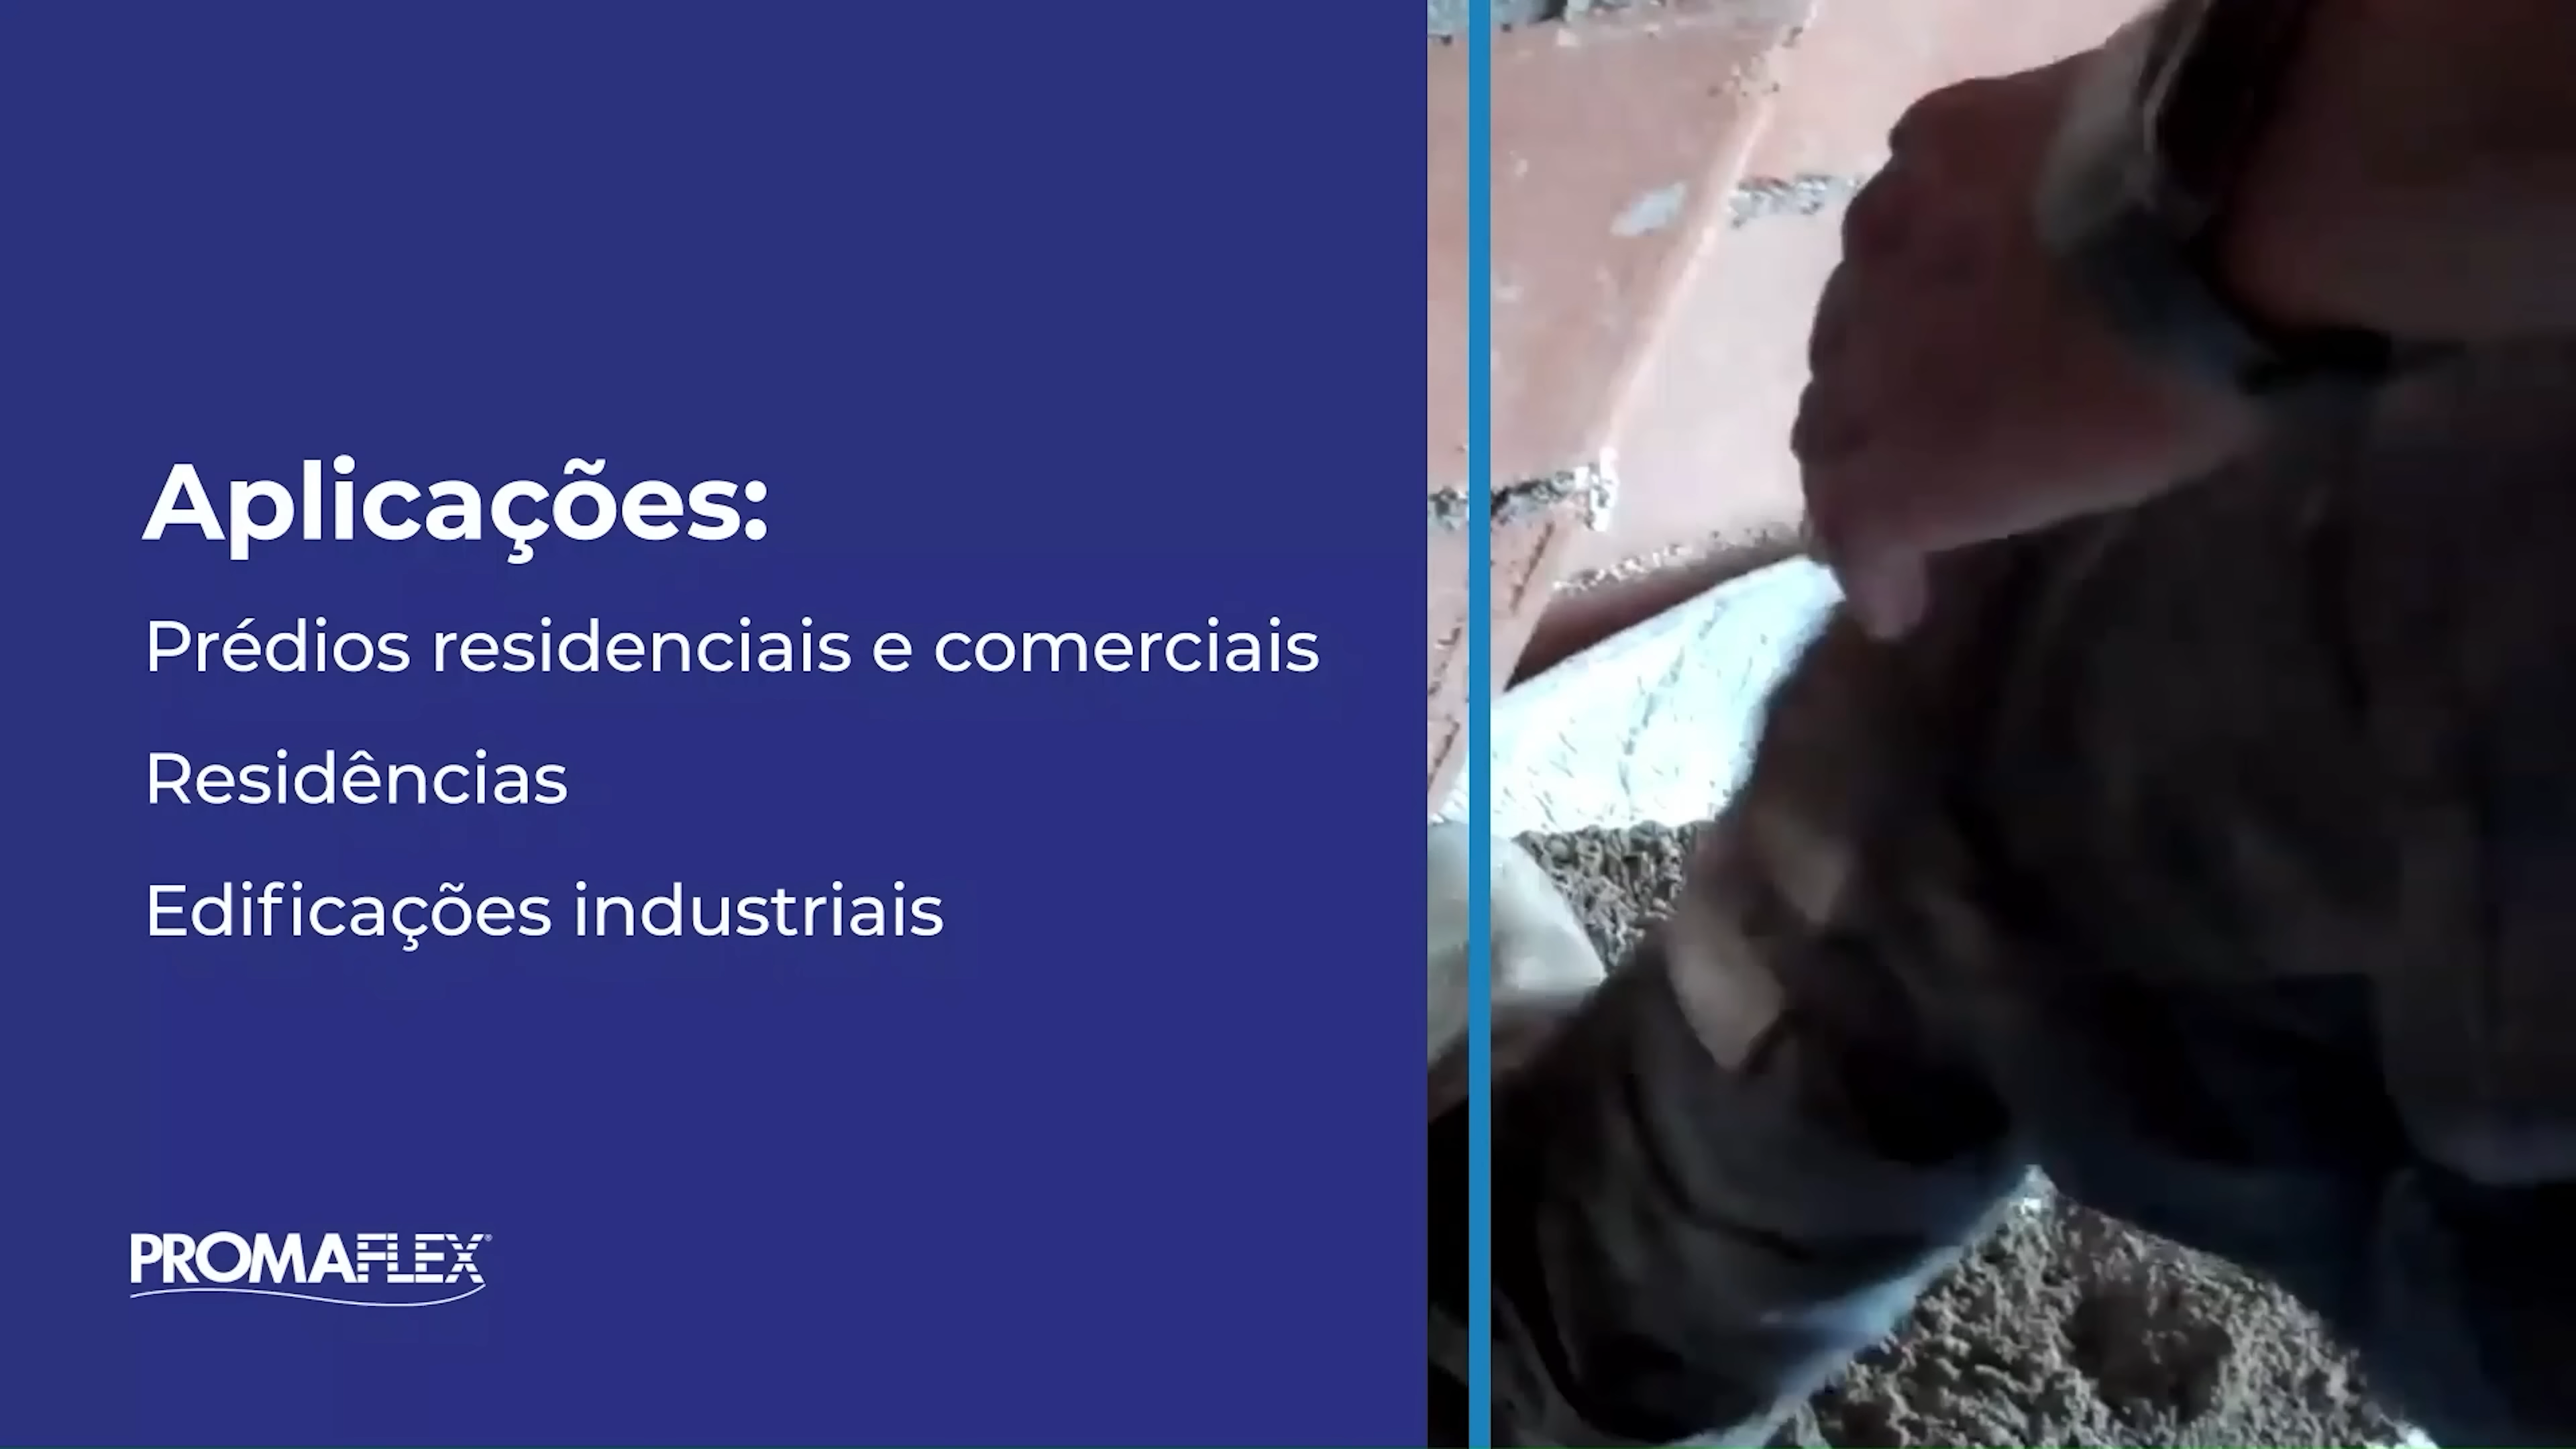 Aplicações:
Prédios residenciais e comerciais
Residências
Edificações industriais
PROMAFLEX®